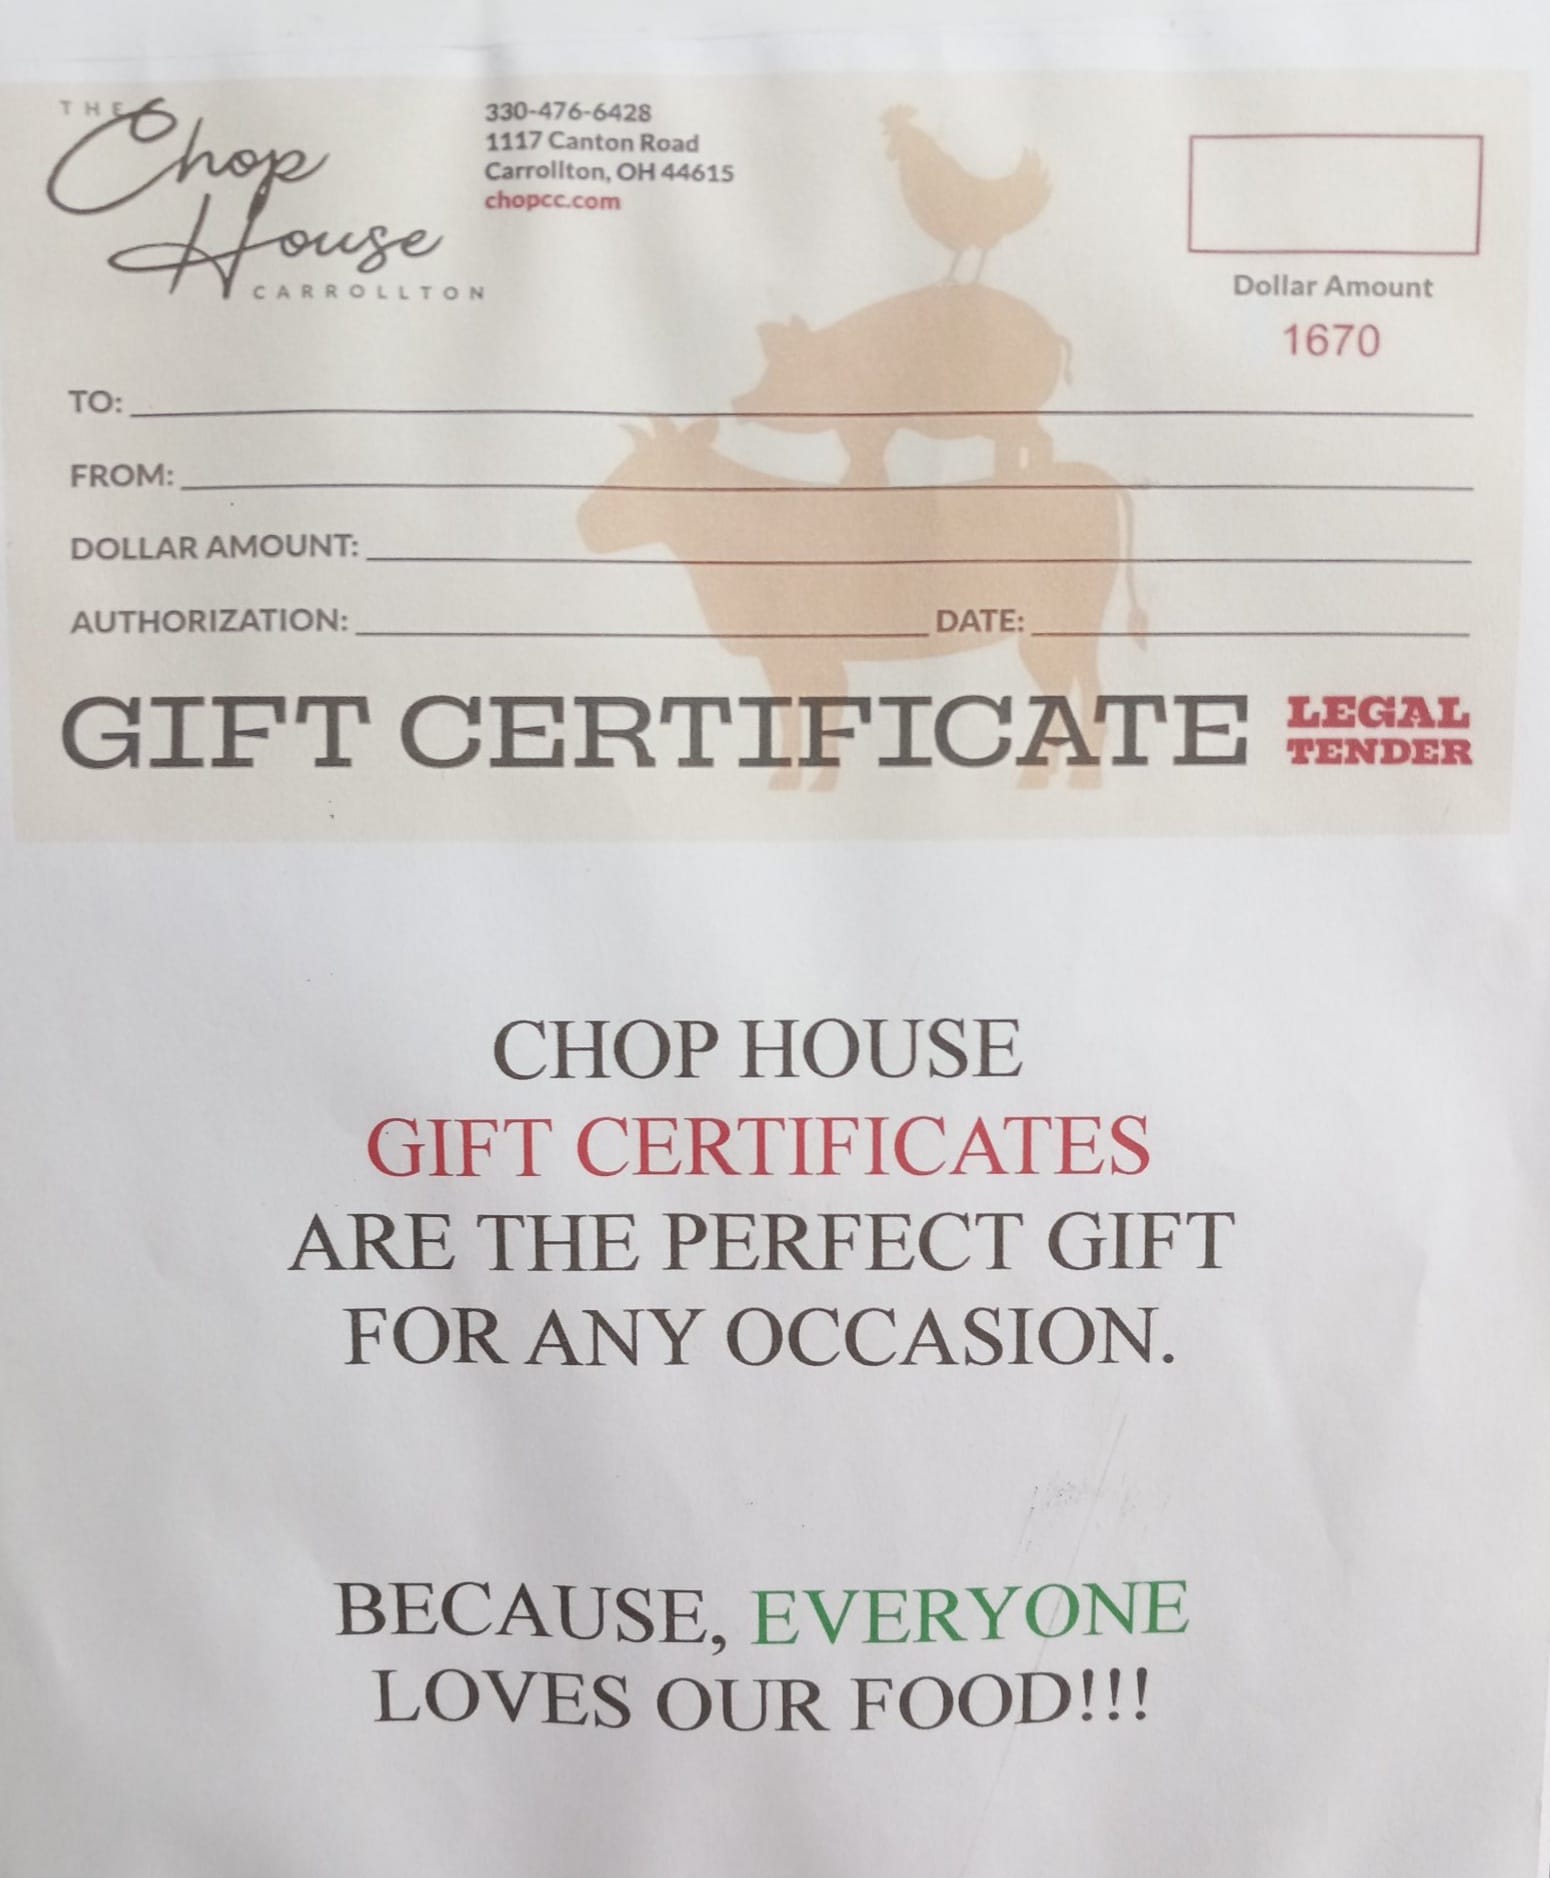 THE
Chop
House
CARROLLTON
330-476-6428
1117 Canton Road
Carrollton, OH 44615
chopcc.com
Dollar Amount
1670
TO:
FROM:
DOLLAR AMOUNT:
AUTHORIZATION: DATE:
GIFT CERTIFICATE LEGAL TENDER
CHOP HOUSE
GIFT CERTIFICATES
ARE THE PERFECT GIFT
FOR ANY OCCASION.
BECAUSE, EVERYONE
LOVES OUR FOOD!!!